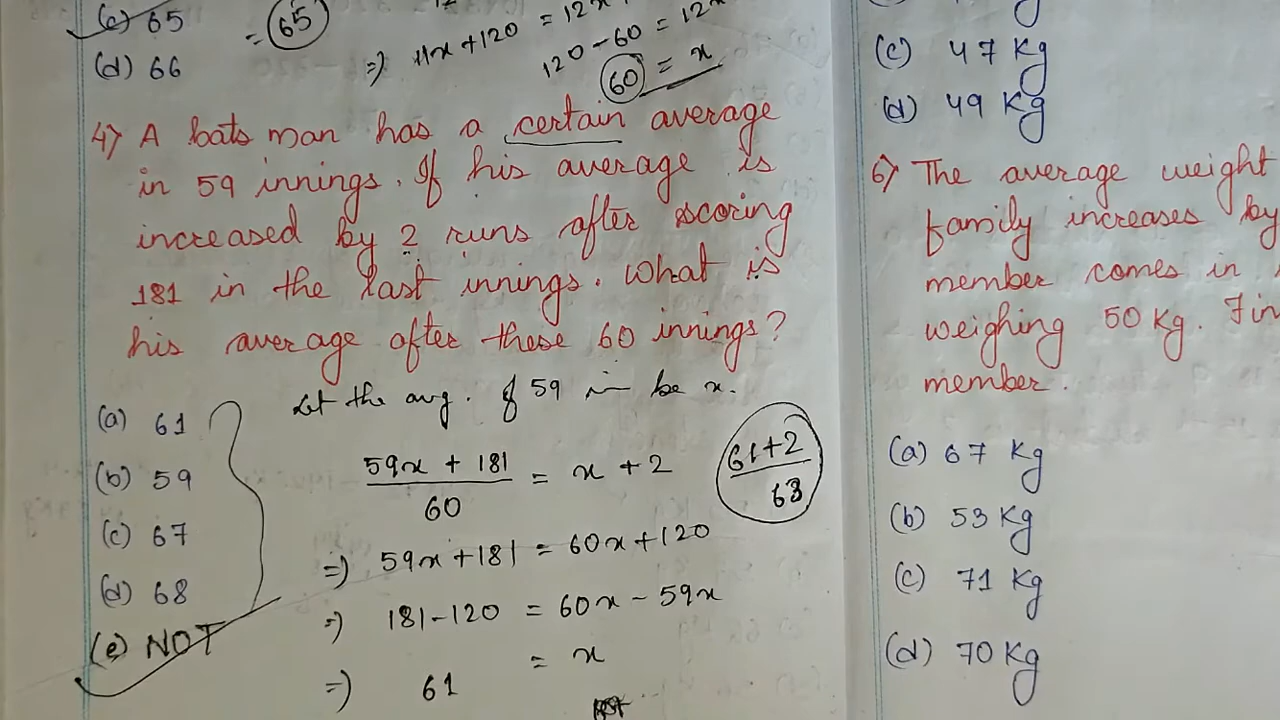 (c) 65
= 65
(d) 66
=) 11x + 120 = 12x
120 - 60 = 12x
60 = x
4) A bats man has a certain average
in 59 innings. If his average is
increased by 2 runs after scoring
181 in the last innings. What is
his average after these 60 innings?
(a) 61
(b) 59
(c) 67
(d) 68
(e) NOT
Let the avg. of 59 in be x.
59x + 181
60
= x + 2
61+2
63
=) 59x + 181 = 60x + 120
=) 181 - 120 = 60x - 59x
=) 61 = x
(c) 47 Kg
(d) 49 Kg
6) The average weight
family increases by
member comes in
weighing 50 Kg. Fin
member.
(a) 67 Kg
(b) 53 Kg
(c) 71 Kg
(d) 70 Kg